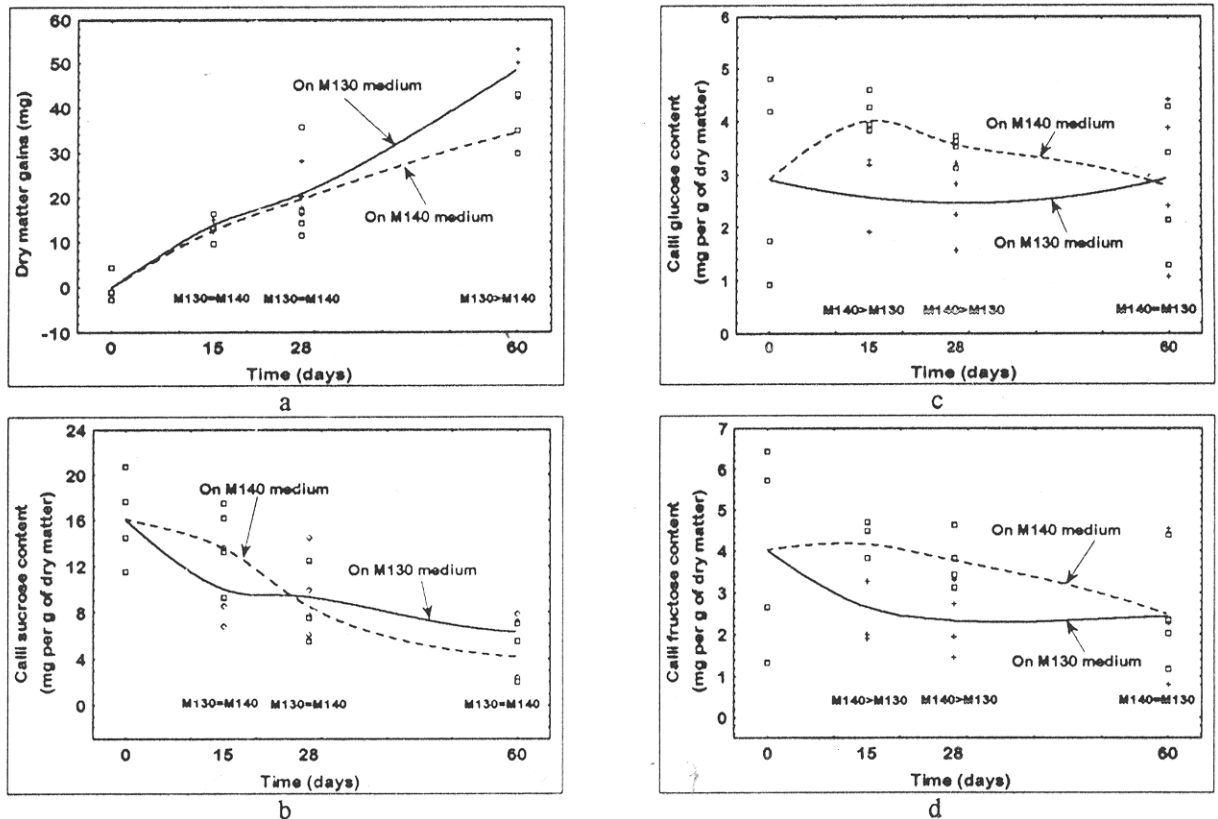 60
50
40
30
20
10
0
-10
Dry matter gains (mg)
On M130 medium
On M140 medium
M130=M140
M130=M140
M130>M140
0
15
28
60
Time (days)
a
6
5
4
3
2
1
0
Calli glucose content
(mg per g of dry matter)
On M140 medium
On M130 medium
M140>M130
M140>M130
M140=M130
0
15
28
60
Time (days)
c
24
20
16
12
8
4
0
Calli sucrose content
(mg per g of dry matter)
On M140 medium
On M130 medium
M130=M140
M130=M140
M130=M140
0
15
28
60
Time (days)
b
7
6
5
4
3
2
1
0
Calli fructose content
(mg per g of dry matter)
On M140 medium
On M130 medium
M140>M130
M140>M130
M140=M130
0
15
28
60
Time (days)
d